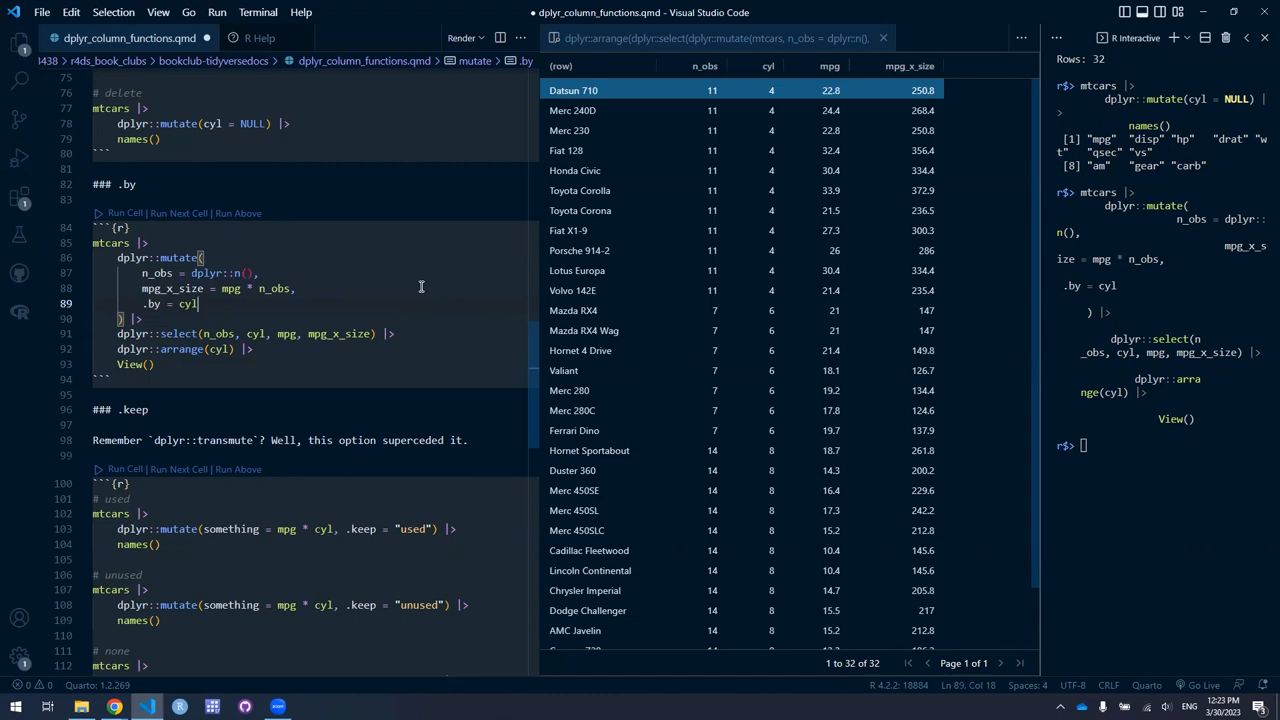 File Edit Selection View Go Run Terminal Help
● dplyr_column_functions.qmd - Visual Studio Code
dplyr_column_functions.qmd ●
R Help
Render
dplyr::arrange(dplyr::select(dplyr::mutate(mtcars, n_obs = dplyr::n(),
R Interactive
l438 > r4ds_book_clubs > bookclub-tidyversedocs > dplyr_column_functions.qmd > mutate > .by
75
76 # delete
77 mtcars |>
78 dplyr::mutate(cyl = NULL) |>
79 names()
80 ```
81
82 ### .by
83
Run Cell | Run Next Cell | Run Above
84 ```{r}
85 mtcars |>
86 dplyr::mutate(
87 n_obs = dplyr::n(),
88 mpg_x_size = mpg * n_obs,
89 .by = cyl
90 ) |>
91 dplyr::select(n_obs, cyl, mpg, mpg_x_size) |>
92 dplyr::arrange(cyl) |>
93 View()
94 ```
95
96 ### .keep
97
98 Remember `dplyr::transmute`? Well, this option superceded it.
99
Run Cell | Run Next Cell | Run Above
100 ```{r}
101 # used
102 mtcars |>
103 dplyr::mutate(something = mpg * cyl, .keep = "used") |>
104 names()
105
106 # unused
107 mtcars |>
108 dplyr::mutate(something = mpg * cyl, .keep = "unused") |>
109 names()
110
111 # none
112 mtcars |>
(row) n_obs cyl mpg mpg_x_size
Datsun 710 11 4 22.8 250.8
Merc 240D 11 4 24.4 268.4
Merc 230 11 4 22.8 250.8
Fiat 128 11 4 32.4 356.4
Honda Civic 11 4 30.4 334.4
Toyota Corolla 11 4 33.9 372.9
Toyota Corona 11 4 21.5 236.5
Fiat X1-9 11 4 27.3 300.3
Porsche 914-2 11 4 26 286
Lotus Europa 11 4 30.4 334.4
Volvo 142E 11 4 21.4 235.4
Mazda RX4 7 6 21 147
Mazda RX4 Wag 7 6 21 147
Hornet 4 Drive 7 6 21.4 149.8
Valiant 7 6 18.1 126.7
Merc 280 7 6 19.2 134.4
Merc 280C 7 6 17.8 124.6
Ferrari Dino 7 6 19.7 137.9
Hornet Sportabout 14 8 18.7 261.8
Duster 360 14 8 14.3 200.2
Merc 450SE 14 8 16.4 229.6
Merc 450SL 14 8 17.3 242.2
Merc 450SLC 14 8 15.2 212.8
Cadillac Fleetwood 14 8 10.4 145.6
Lincoln Continental 14 8 10.4 145.6
Chrysler Imperial 14 8 14.7 205.8
Dodge Challenger 14 8 15.5 217
AMC Javelin 14 8 15.2 212.8
1 to 32 of 32 Page 1 of 1
Rows: 32
r$> mtcars |>
dplyr::mutate(cyl = NULL) |
>
names()
[1] "mpg" "disp" "hp" "drat" "w
t" "qsec" "vs"
[8] "am" "gear" "carb"
r$> mtcars |>
dplyr::mutate(
n_obs = dplyr::
n(),
mpg_x_s
ize = mpg * n_obs,
.by = cyl
) |>
dplyr::select(n
_obs, cyl, mpg, mpg_x_size) |>
dplyr::arra
nge(cyl) |>
View()
r$>
0 0 Quarto: 1.2.269
R 4.2.2: 18884 Ln 89, Col 18 Spaces: 4 UTF-8 CRLF Quarto Go Live
ENG 12:23 PM
3/30/2023